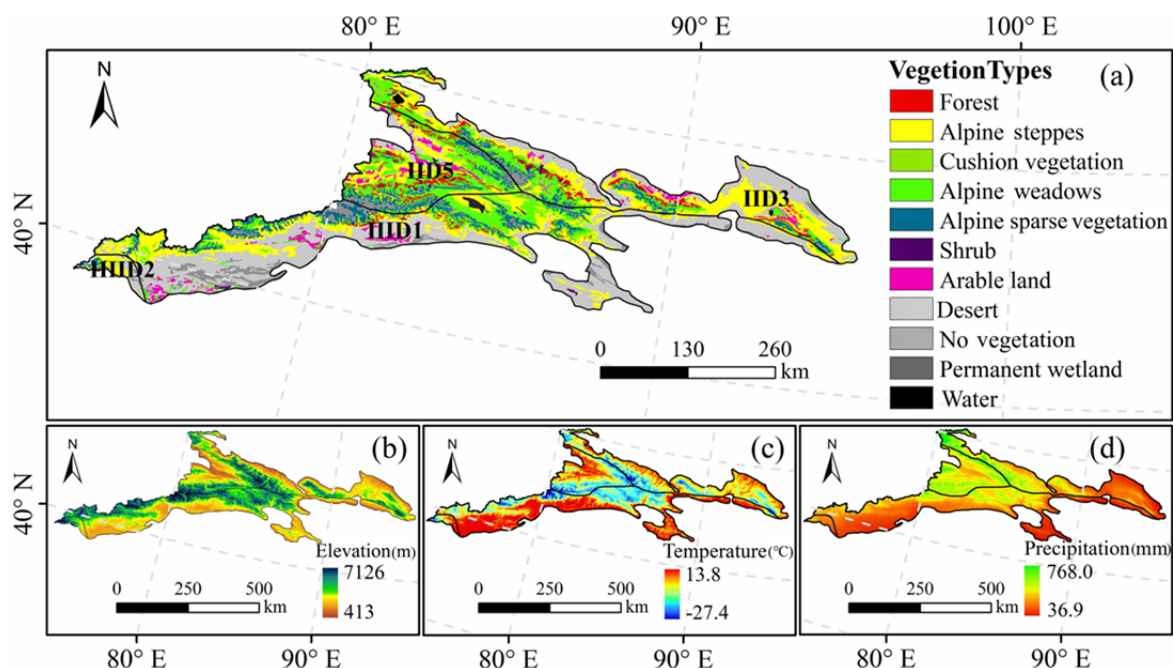 80° E 90° E 100° E
N
(a)
VegetionTypes
Forest
Alpine steppes
Cushion vegetation
Alpine weadows
Alpine sparse vegetation
Shrub
Arable land
Desert
No vegetation
Permanent wetland
Water
IID5
IID3
40° N
IIID1
HIID2
0 130 260
km
N
(b)
Elevation(m)
7126
413
0 250 500
km
N
(c)
Temperature(°C)
13.8
-27.4
0 250 500
km
N
(d)
Precipitation(mm)
768.0
36.9
0 250 500
km
40° N
80° E 90° E 80° E 90° E 80° E 90° E